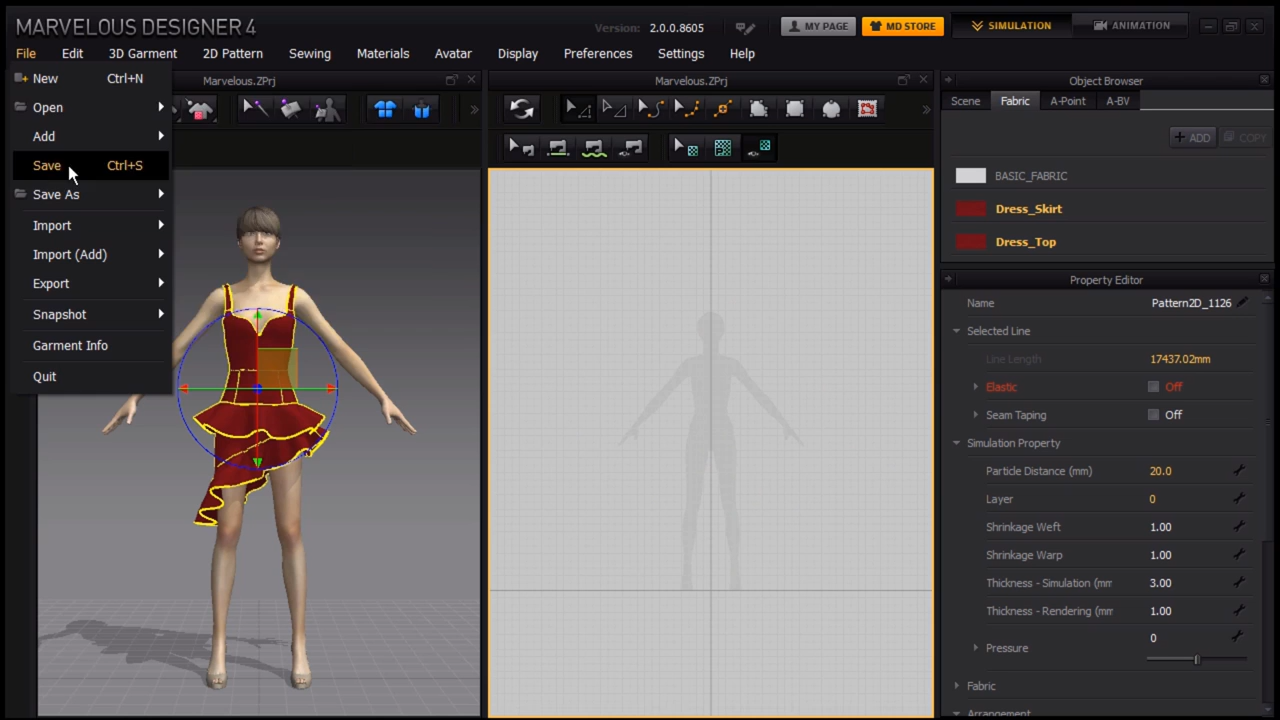 MARVELOUS DESIGNER 4
Version: 2.0.0.8605
MY PAGE
MD STORE
SIMULATION
ANIMATION
File
Edit
3D Garment
2D Pattern
Sewing
Materials
Avatar
Display
Preferences
Settings
Help
New Ctrl+N
Open
Add
Save Ctrl+S
Save As
Import
Import (Add)
Export
Snapshot
Garment Info
Quit
Marvelous.ZPrj
Marvelous.ZPrj
Object Browser
Scene
Fabric
A-Point
A-BV
+ ADD
COPY
BASIC_FABRIC
Dress_Skirt
Dress_Top
Property Editor
Name Pattern2D_1126
Selected Line
Line Length 17437.02mm
Elastic Off
Seam Taping Off
Simulation Property
Particle Distance (mm) 20.0
Layer 0
Shrinkage Weft 1.00
Shrinkage Warp 1.00
Thickness - Simulation (mm 3.00
Thickness - Rendering (mm 1.00
Pressure 0
Fabric
Arrangement